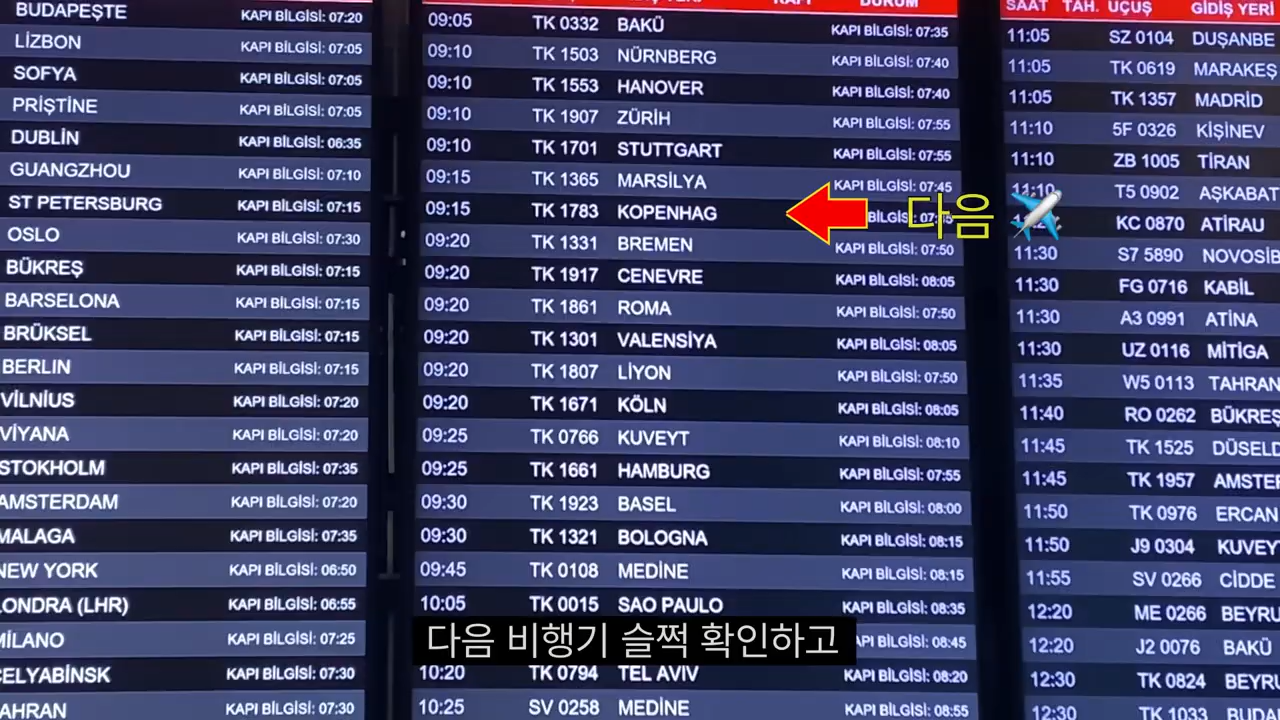 BUDAPEŞTE KAPI BİLGİSİ: 07:20
LİZBON KAPI BİLGİSİ: 07:05
SOFYA KAPI BİLGİSİ: 07:05
PRİŞTİNE KAPI BİLGİSİ: 07:05
DUBLİN KAPI BİLGİSİ: 06:35
GUANGZHOU KAPI BİLGİSİ: 07:10
ST PETERSBURG KAPI BİLGİSİ: 07:15
OSLO KAPI BİLGİSİ: 07:30
BÜKREŞ KAPI BİLGİSİ: 07:15
BARSELONA KAPI BİLGİSİ: 07:15
BRÜKSEL KAPI BİLGİSİ: 07:15
BERLIN KAPI BİLGİSİ: 07:15
VİLNİUS KAPI BİLGİSİ: 07:20
VİYANA KAPI BİLGİSİ: 07:20
STOKHOLM KAPI BİLGİSİ: 07:35
AMSTERDAM KAPI BİLGİSİ: 07:20
MALAGA KAPI BİLGİSİ: 07:35
NEW YORK KAPI BİLGİSİ: 06:50
LONDRA (LHR) KAPI BİLGİSİ: 06:55
MİLANO KAPI BİLGİSİ: 07:25
ÇELYABİNSK KAPI BİLGİSİ: 07:30
AHRAN KAPI BİLGİSİ: 07:30
KAPI DURUM
09:05 TK 0332 BAKÜ KAPI BİLGİSİ: 07:35
09:10 TK 1503 NÜRNBERG KAPI BİLGİSİ: 07:40
09:10 TK 1553 HANOVER KAPI BİLGİSİ: 07:40
09:10 TK 1907 ZÜRİH KAPI BİLGİSİ: 07:55
09:10 TK 1701 STUTTGART KAPI BİLGİSİ: 07:55
09:15 TK 1365 MARSİLYA KAPI BİLGİSİ: 07:45
09:15 TK 1783 KOPENHAG BİLGİSİ:
다음 ✈️
09:20 TK 1331 BREMEN KAPI BİLGİSİ: 07:50
09:20 TK 1917 CENEVRE KAPI BİLGİSİ: 08:05
09:20 TK 1861 ROMA KAPI BİLGİSİ: 07:50
09:20 TK 1301 VALENSİYA KAPI BİLGİSİ: 08:05
09:20 TK 1807 LİYON KAPI BİLGİSİ: 07:50
09:20 TK 1671 KÖLN KAPI BİLGİSİ: 08:05
09:25 TK 0766 KUVEYT KAPI BİLGİSİ: 08:10
09:25 TK 1661 HAMBURG KAPI BİLGİSİ: 07:55
09:30 TK 1923 BASEL KAPI BİLGİSİ: 08:00
09:30 TK 1321 BOLOGNA KAPI BİLGİSİ: 08:15
09:45 TK 0108 MEDİNE KAPI BİLGİSİ: 08:15
10:05 TK 0015 SAO PAULO KAPI BİLGİSİ: 08:35
다음 비행기 슬쩍 확인하고
08:45
10:20 TK 0794 TEL AVİV KAPI BİLGİSİ: 08:20
10:25 SV 0258 MEDİNE KAPI BİLGİSİ: 08:55
SAAT TAH. UÇUŞ GİDİŞ YERİ
11:05 SZ 0104 DUŞANBE
11:05 TK 0619 MARAKEŞ
11:05 TK 1357 MADRİD
11:10 5F 0326 KİŞİNEV
11:10 ZB 1005 TİRAN
11:10 T5 0902 AŞKABAT
KC 0870 ATİRAU
11:30 S7 5890 NOVOSİB
11:30 FG 0716 KABİL
11:30 A3 0991 ATİNA
11:30 UZ 0116 MİTİGA
11:35 W5 0113 TAHRAN
11:40 RO 0262 BÜKREŞ
11:45 TK 1525 DÜSELD
11:45 TK 1957 AMSTER
11:50 TK 0976 ERCAN
11:50 J9 0304 KUVEY
11:55 SV 0266 CİDDE
12:20 ME 0266 BEYRU
12:20 J2 0076 BAKÜ
12:30 TK 0824 BEYRU
12:30 TK 1033 BUDA